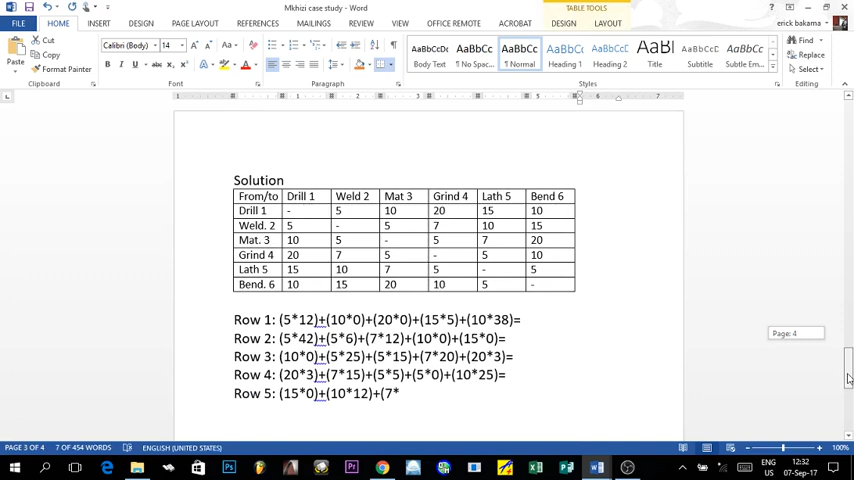 Mkhizi case study - Word
TABLE TOOLS
FILE HOME INSERT DESIGN PAGE LAYOUT REFERENCES MAILINGS REVIEW VIEW OFFICE REMOTE ACROBAT DESIGN LAYOUT
erick bakama
Paste
Cut
Copy
Format Painter
Clipboard
Calibri (Body) 14
Font
Paragraph
AaBbCcDc AaBbCc AaBbCc AaBbCc AaBbCc AaBl AaBbCc AaBbCc
Body Text ¶ No Spac... ¶ Normal Heading 1 Heading 2 Title Subtitle Subtle Em...
Styles
Find
Replace
Select
Editing
Solution
From/to Drill 1 Weld 2 Mat 3 Grind 4 Lath 5 Bend 6
Drill 1 - 5 10 20 15 10
Weld. 2 5 - 5 7 10 15
Mat. 3 10 5 - 5 7 20
Grind 4 20 7 5 - 5 10
Lath 5 15 10 7 5 - 5
Bend. 6 10 15 20 10 5 -
Row 1: (5*12)+(10*0)+(20*0)+(15*5)+(10*38)=
Row 2: (5*42)+(5*6)+(7*12)+(10*0)+(15*0)=
Row 3: (10*0)+(5*25)+(5*15)+(7*20)+(20*3)=
Row 4: (20*3)+(7*15)+(5*5)+(5*0)+(10*25)=
Row 5: (15*0)+(10*12)+(7*
Page: 4
PAGE 3 OF 4 7 OF 454 WORDS ENGLISH (UNITED STATES) 100%
ENG
US
12:32
07-Sep-17